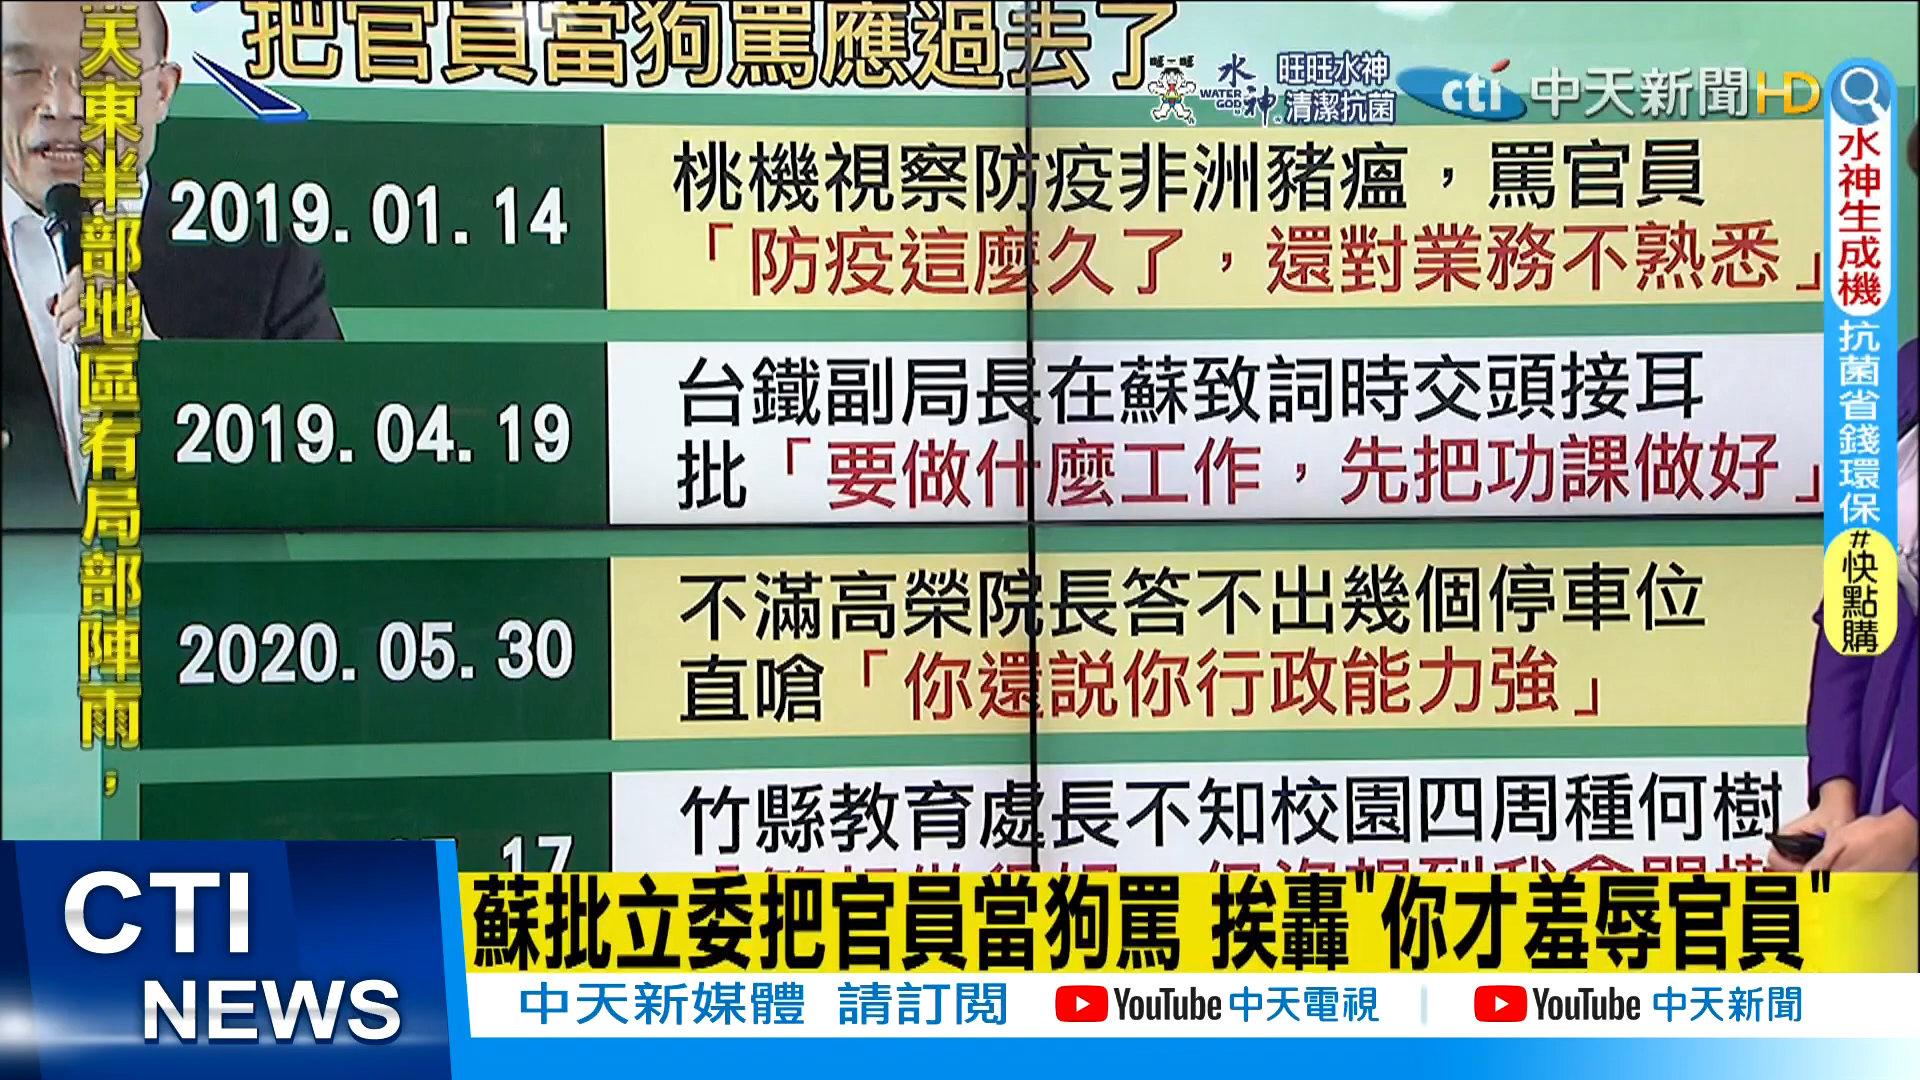 把官員當狗罵應過去了
旺旺水神
清潔抗菌
水神
WATER GOD
cti 中天新聞HD
天東半部地區有局部陣雨，
水神生成機
抗菌省錢環保
#快點購
2019.01.14
桃機視察防疫非洲豬瘟，罵官員
「防疫這麼久了，還對業務不熟悉」
2019.04.19
台鐵副局長在蘇致詞時交頭接耳
批「要做什麼工作，先把功課做好」
2020.05.30
不滿高榮院長答不出幾個停車位
直嗆「你還説你行政能力強」
17
竹縣教育處長不知校園四周種何樹
蘇批立委把官員當狗罵 挨轟"你才羞辱官員"
CTI
NEWS
中天新媒體 請訂閱 YouTube 中天電視 | YouTube 中天新聞